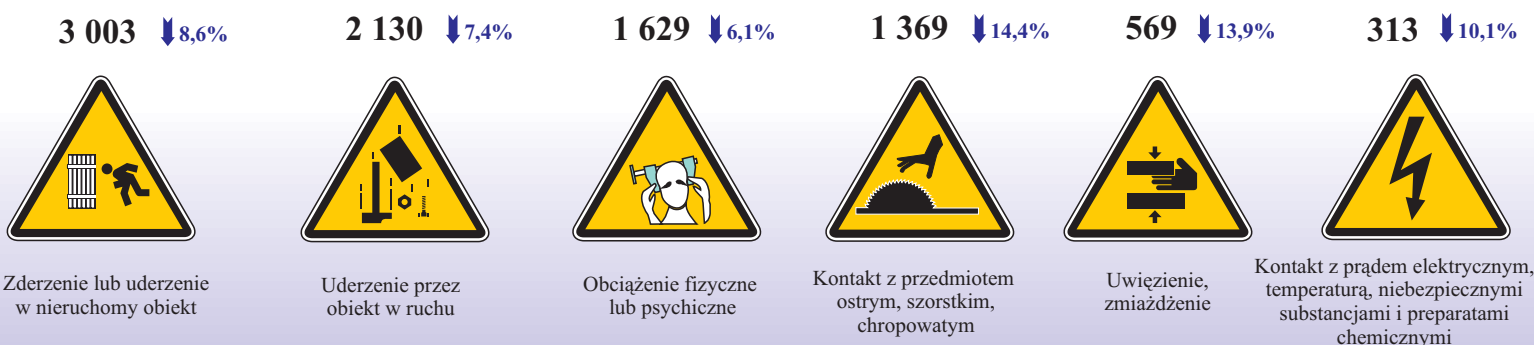 3 003 8,6%
2 130 7,4%
1 629 6,1%
1 369 14,4%
569 13,9%
313 10,1%
Zderzenie lub uderzenie
w nieruchomy obiekt
Uderzenie przez
obiekt w ruchu
Obciążenie fizyczne
lub psychiczne
Kontakt z przedmiotem
ostrym, szorstkim,
chropowatym
Uwięzienie,
zmiażdżenie
Kontakt z prądem elektrycznym,
temperaturą, niebezpiecznymi
substancjami i preparatami
chemicznymi